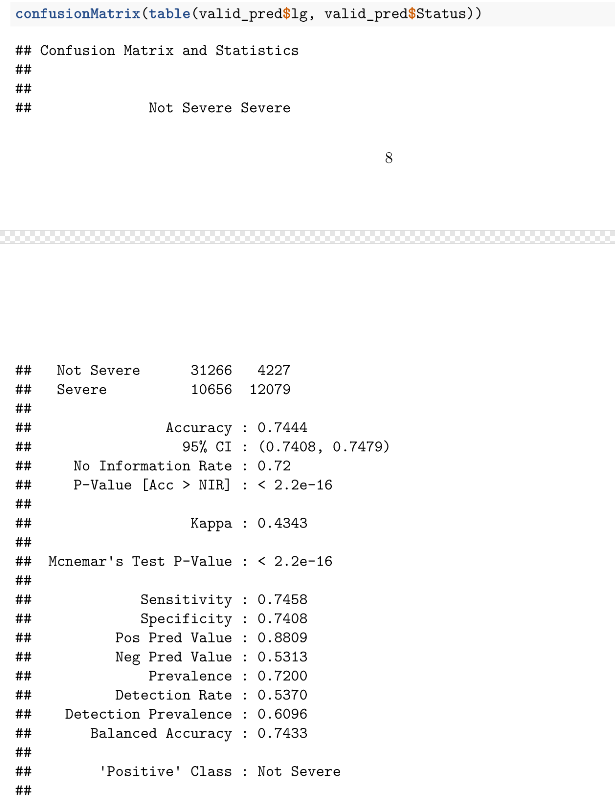 confusionMatrix(table(valid_pred$lg, valid_pred$Status))
## Confusion Matrix and Statistics
##
##
##              Not Severe Severe
8
##   Not Severe      31266   4227
##   Severe          10656  12079
##
##                Accuracy : 0.7444
##                  95% CI : (0.7408, 0.7479)
##     No Information Rate : 0.72
##     P-Value [Acc > NIR] : < 2.2e-16
##
##                   Kappa : 0.4343
##
##  Mcnemar's Test P-Value : < 2.2e-16
##
##             Sensitivity : 0.7458
##             Specificity : 0.7408
##          Pos Pred Value : 0.8809
##          Neg Pred Value : 0.5313
##              Prevalence : 0.7200
##          Detection Rate : 0.5370
##    Detection Prevalence : 0.6096
##       Balanced Accuracy : 0.7433
##
##        'Positive' Class : Not Severe
##